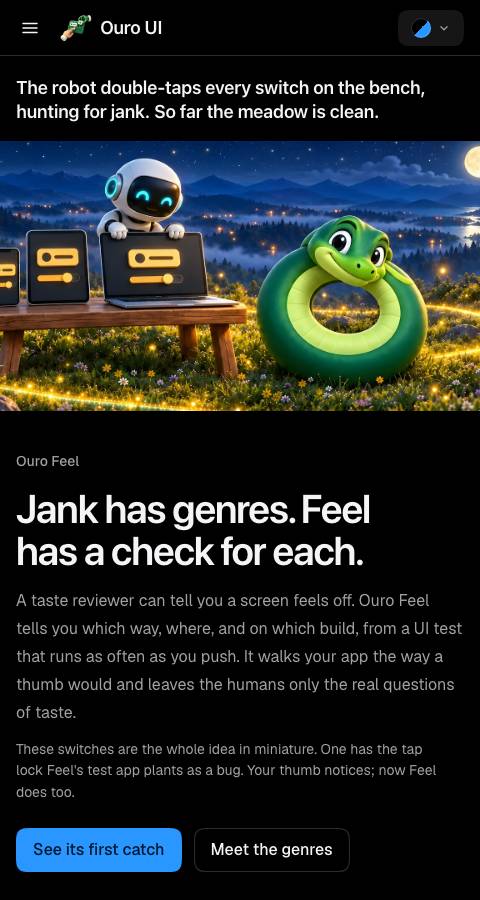 Ouro UI
The robot double-taps every switch on the bench,
hunting for jank. So far the meadow is clean.
Ouro Feel
Jank has genres. Feel
has a check for each.
A taste reviewer can tell you a screen feels off. Ouro Feel
tells you which way, where, and on which build, from a UI test
that runs as often as you push. It walks your app the way a
thumb would and leaves the humans only the real questions
of taste.
These switches are the whole idea in miniature. One has the tap
lock Feel's test app plants as a bug. Your thumb notices; now Feel
does too.
See its first catch
Meet the genres